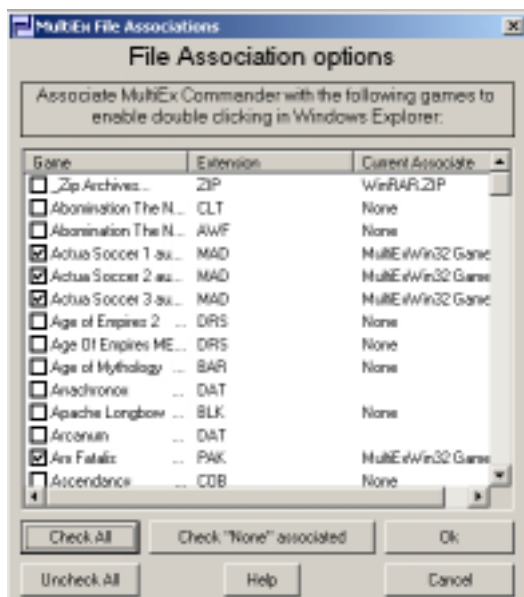 MultiEx File Associations
File Association options
Associate MultiEx Commander with the following games to
enable double clicking in Windows Explorer:
Game Extension Current Associate
_Zip Archives... ZIP WinRAR.ZIP
Abomination The N... CLT None
Abomination The N... AWF None
Actua Soccer 1 au... MAD MultiExWin32 Game
Actua Soccer 2 au... MAD MultiExWin32 Game
Actua Soccer 3 au... MAD MultiExWin32 Game
Age of Empires 2 ... DRS None
Age Of Empires ME... DRS None
Age of Mythology ... BAR None
Anachronox ... DAT
Apache Longbow ... BLK None
Arcanum ... DAT
Arx Fatalis ... PAK MultiExWin32 Game
Ascendance ... COB None
Check All Check "None" associated Ok
Uncheck All Help Cancel